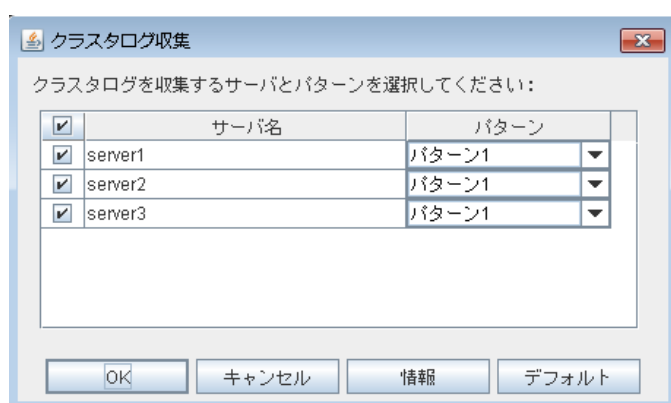 クラスタログ収集
クラスタログを収集するサーバとパターンを選択してください:
サーバ名 パターン
server1 パターン1
server2 パターン1
server3 パターン1
OK キャンセル 情報 デフォルト